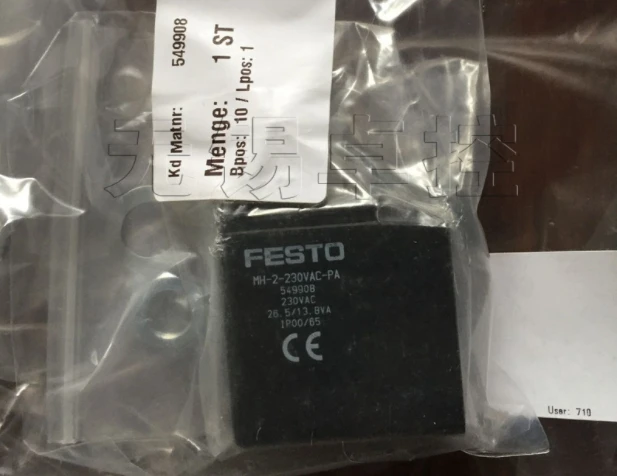 Kd Matnr: 549908
Menge: 1 ST
Bpos: 10 / Lpos: 1
FESTO
MH-2-230VAC-PA
549908
230VAC
26.5/13.8VA
IP00/65
CE
User: 710